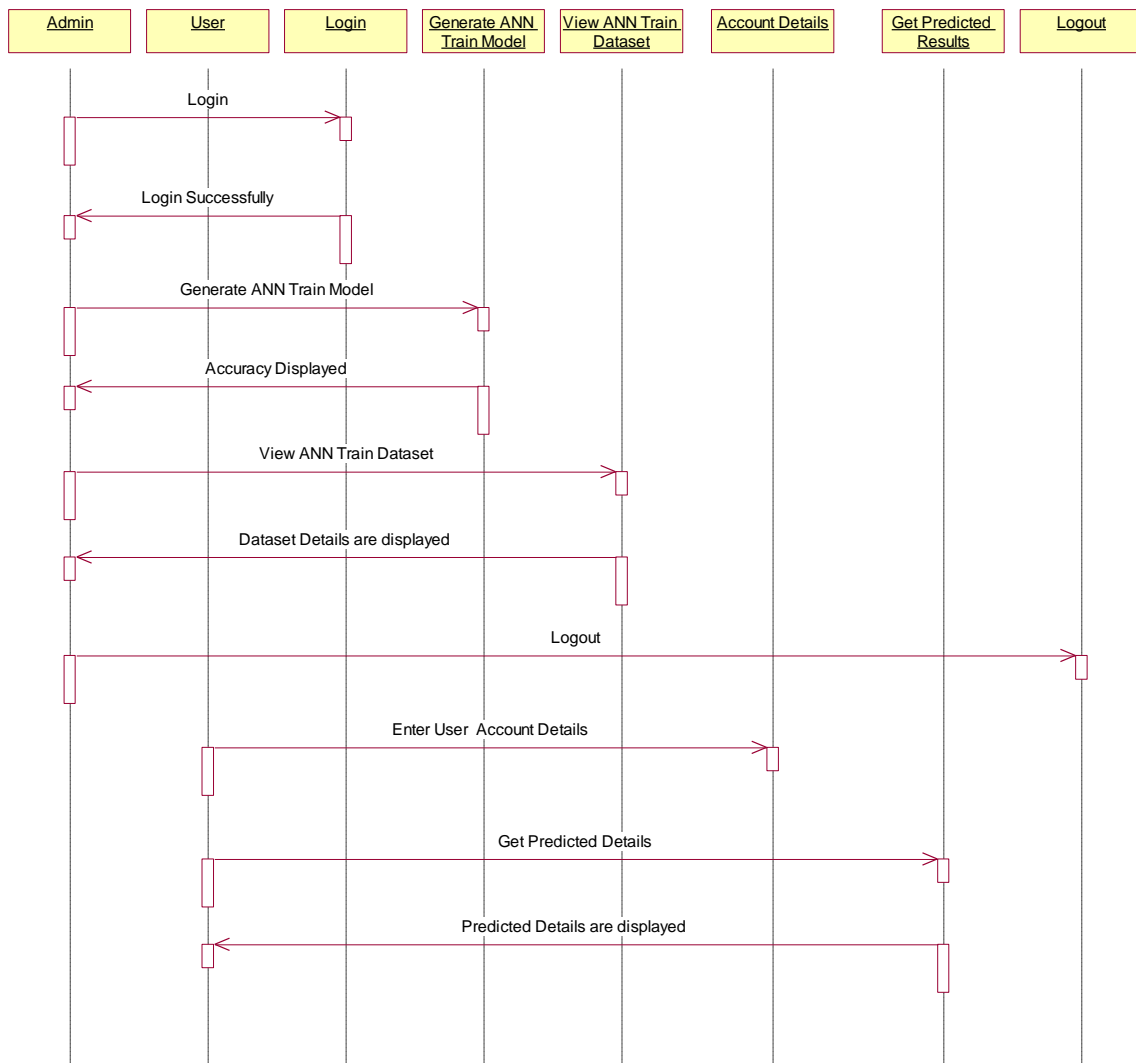 Admin
User
Login
Generate ANN
Train Model
View ANN Train
Dataset
Account Details
Get Predicted
Results
Logout
Login
Login Successfully
Generate ANN Train Model
Accuracy Displayed
View ANN Train Dataset
Dataset Details are displayed
Logout
Enter User  Account Details
Get Predicted Details
Predicted Details are displayed